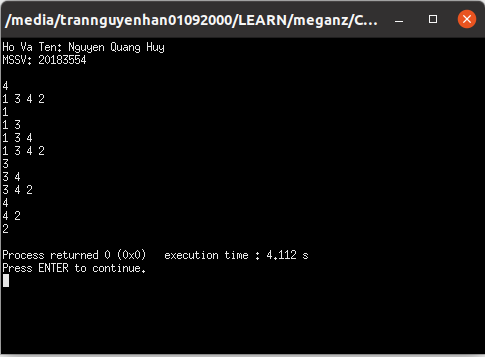 /media/trannguyenhan01092000/LEARN/meganz/C...
Ho Va Ten: Nguyen Quang Huy
MSSV: 20183554
4
1 3 4 2
1
1 3
1 3 4
1 3 4 2
3
3 4
3 4 2
4
4 2
2
Process returned 0 (0x0)   execution time : 4.112 s
Press ENTER to continue.